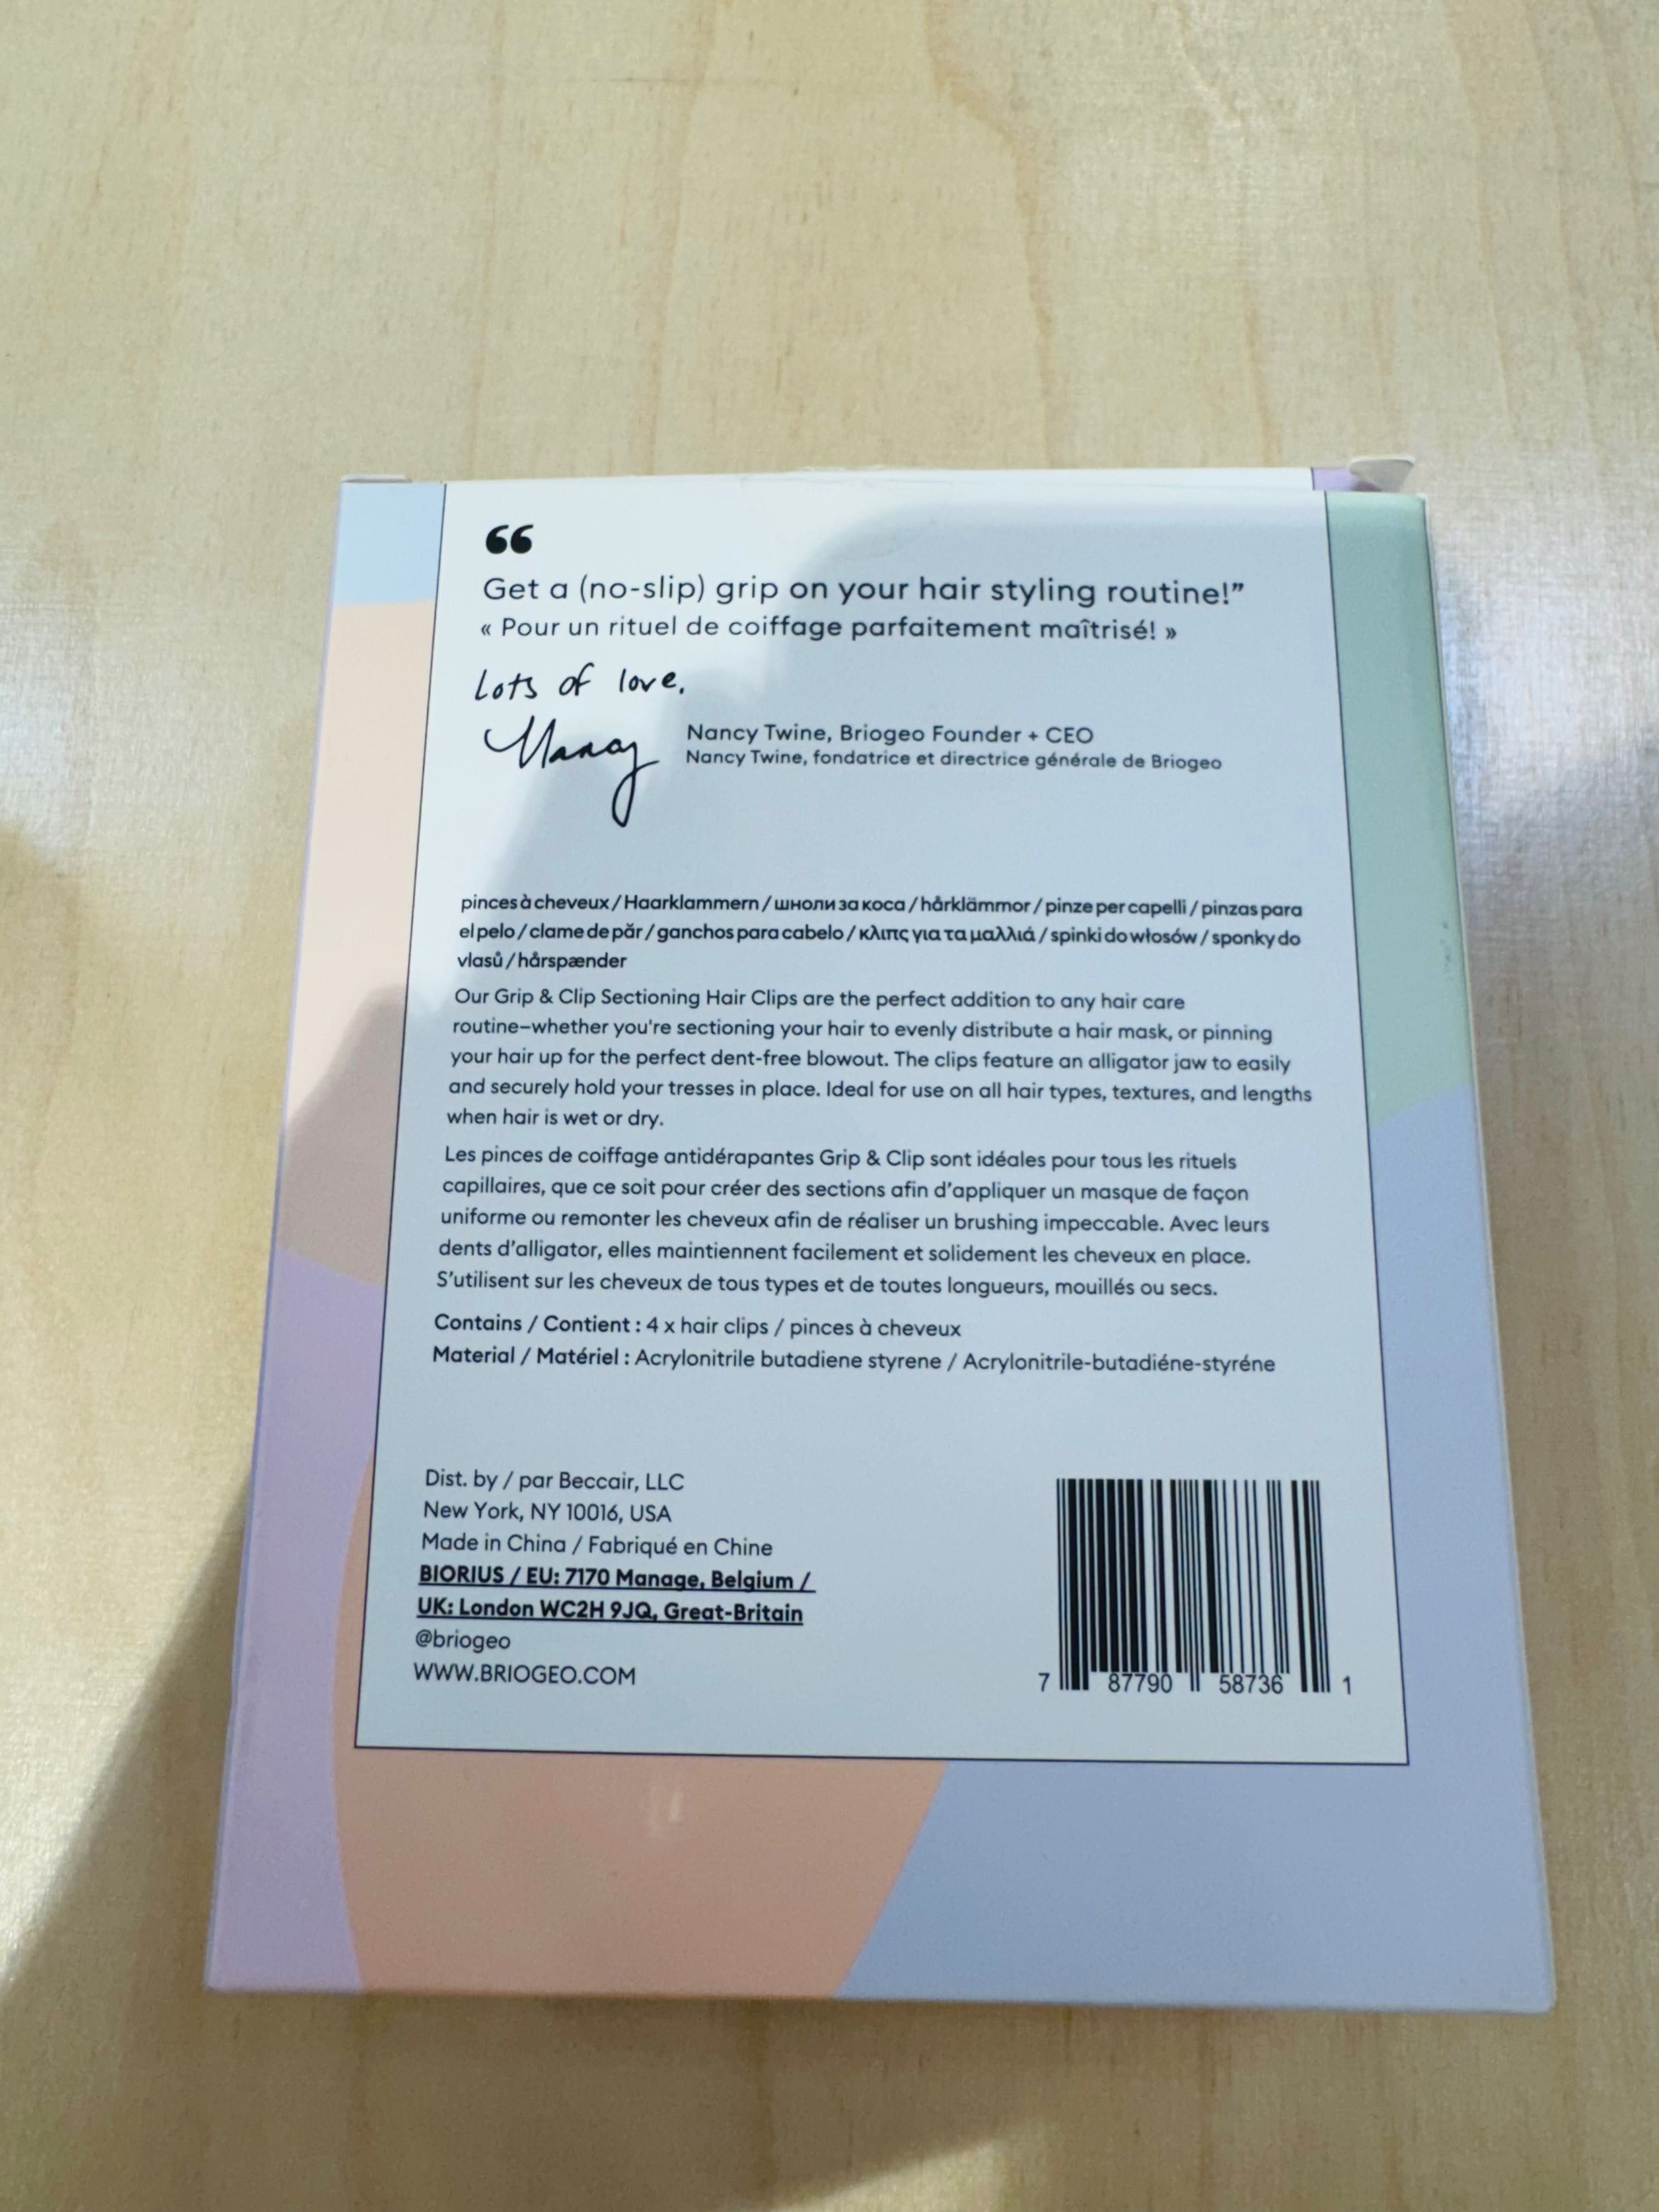 “
Get a (no-slip) grip on your hair styling routine!”
« Pour un rituel de coiffage parfaitement maîtrisé! »
Lots of love,
Nancy
Nancy Twine, Briogeo Founder + CEO
Nancy Twine, fondatrice et directrice générale de Briogeo
pinces à cheveux / Haarklammern / шноли за коса / hårklämmor / pinze per capelli / pinzas para
el pelo / clame de păr / ganchos para cabelo / κλιπς για τα μαλλιά / spinki do włosów / sponky do
vlasů / hårspænder
Our Grip & Clip Sectioning Hair Clips are the perfect addition to any hair care
routine–whether you're sectioning your hair to evenly distribute a hair mask, or pinning
your hair up for the perfect dent-free blowout. The clips feature an alligator jaw to easily
and securely hold your tresses in place. Ideal for use on all hair types, textures, and lengths
when hair is wet or dry.
Les pinces de coiffage antidérapantes Grip & Clip sont idéales pour tous les rituels
capillaires, que ce soit pour créer des sections afin d’appliquer un masque de façon
uniforme ou remonter les cheveux afin de réaliser un brushing impeccable. Avec leurs
dents d’alligator, elles maintiennent facilement et solidement les cheveux en place.
S’utilisent sur les cheveux de tous types et de toutes longueurs, mouillés ou secs.
Contains / Contient : 4 x hair clips / pinces à cheveux
Material / Matériel : Acrylonitrile butadiene styrene / Acrylonitrile-butadiéne-styréne
Dist. by / par Beccair, LLC
New York, NY 10016, USA
Made in China / Fabriqué en Chine
BIORIUS / EU: 7170 Manage, Belgium /
UK: London WC2H 9JQ, Great-Britain
@briogeo
WWW.BRIOGEO.COM
7 87790 58736 1